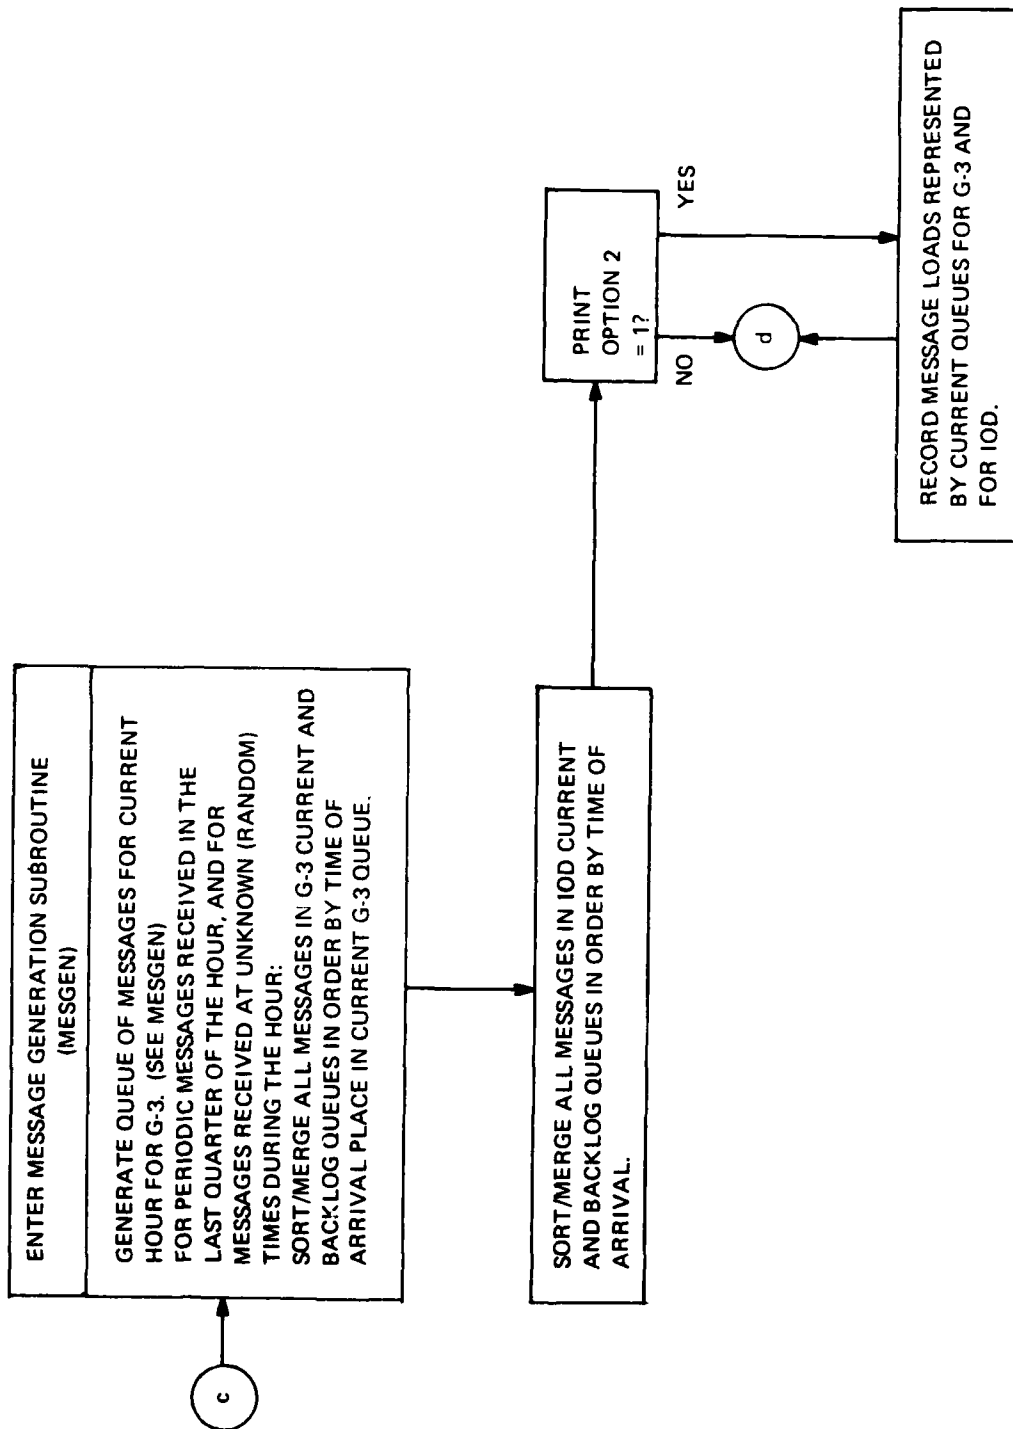 c
ENTER MESSAGE GENERATION SUBROUTINE
(MESGEN)
GENERATE QUEUE OF MESSAGES FOR CURRENT
HOUR FOR G-3. (SEE MESGEN)
FOR PERIODIC MESSAGES RECEIVED IN THE
LAST QUARTER OF THE HOUR, AND FOR
MESSAGES RECEIVED AT UNKNOWN (RANDOM)
TIMES DURING THE HOUR:
SORT/MERGE ALL MESSAGES IN G-3 CURRENT AND
BACKLOG QUEUES IN ORDER BY TIME OF
ARRIVAL PLACE IN CURRENT G-3 QUEUE.
SORT/MERGE ALL MESSAGES IN IOD CURRENT
AND BACKLOG QUEUES IN ORDER BY TIME OF
ARRIVAL.
PRINT
OPTION 2
= 1?
NO
YES
d
RECORD MESSAGE LOADS REPRESENTED
BY CURRENT QUEUES FOR G-3 AND
FOR IOD.